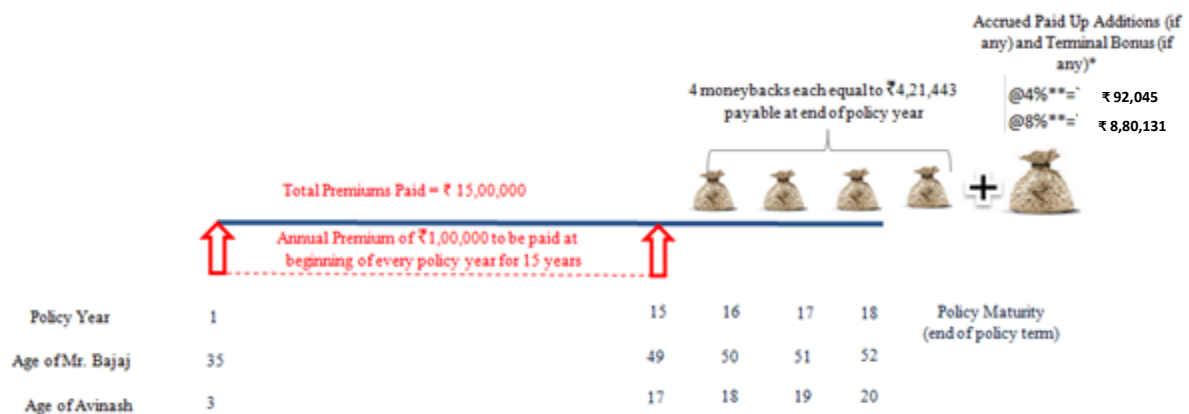 Accrued Paid Up Additions (if
any) and Terminal Bonus (if
any)*
@4%**=` ₹ 92,045
@8%**=` ₹ 8,80,131
4 moneybacks each equal to ₹4,21,443
payable at end of policy year
Total Premiums Paid = ₹ 15,00,000
Annual Premium of ₹1,00,000 to be paid at
beginning of every policy year for 15 years
Policy Year 1 15 16 17 18 Policy Maturity
(end of policy term)
Age of Mr. Bajaj 35 49 50 51 52
Age of Avinash 3 17 18 19 20